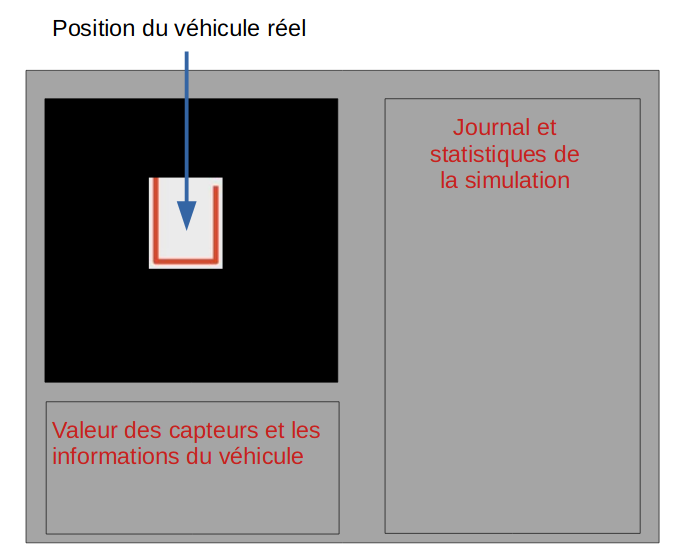 Position du véhicule réel
Journal et
statistiques de
la simulation
Valeur des capteurs et les
informations du véhicule